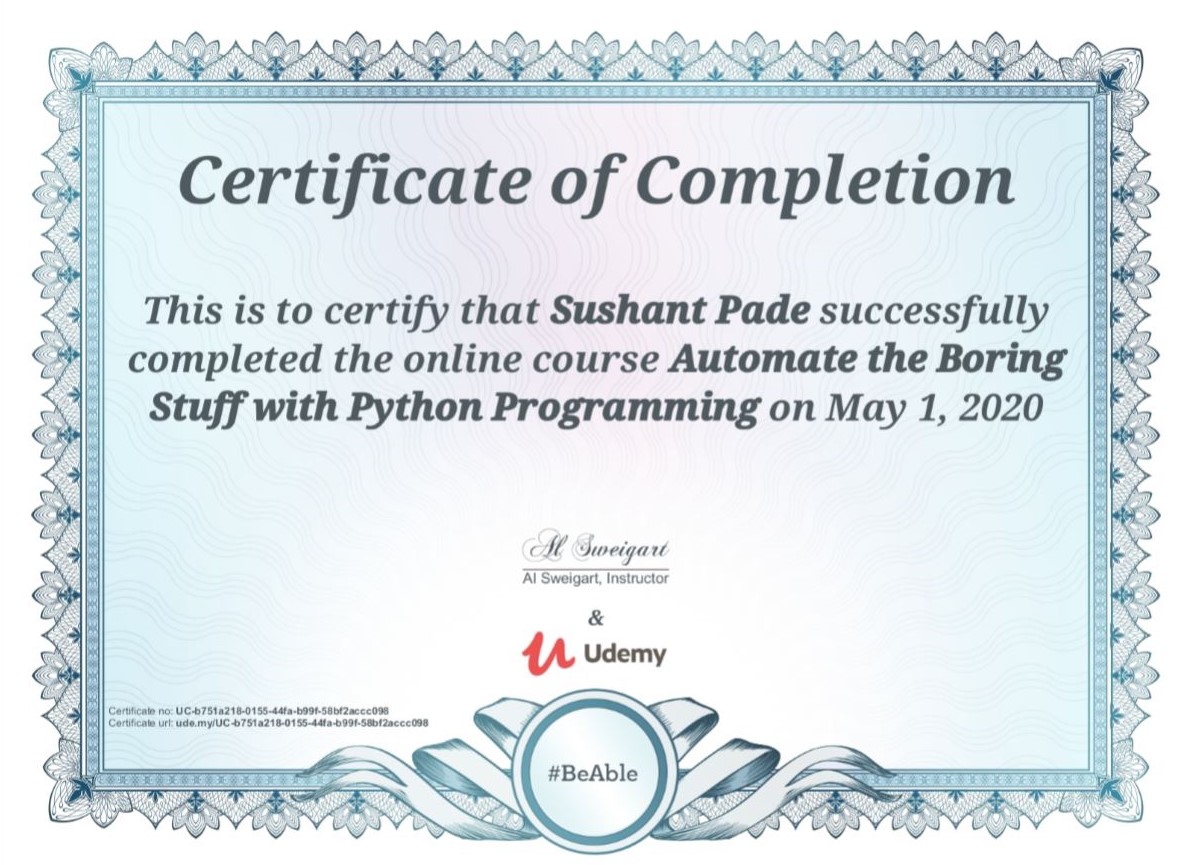 Certificate of Completion
This is to certify that Sushant Pade successfully
completed the online course Automate the Boring
Stuff with Python Programming on May 1, 2020
Al Sweigart
Al Sweigart, Instructor
&
Udemy
Certificate no: UC-b751a218-0155-44fa-b99f-58bf2accc098
Certificate url: ude.my/UC-b751a218-0155-44fa-b99f-58bf2accc098
#BeAble